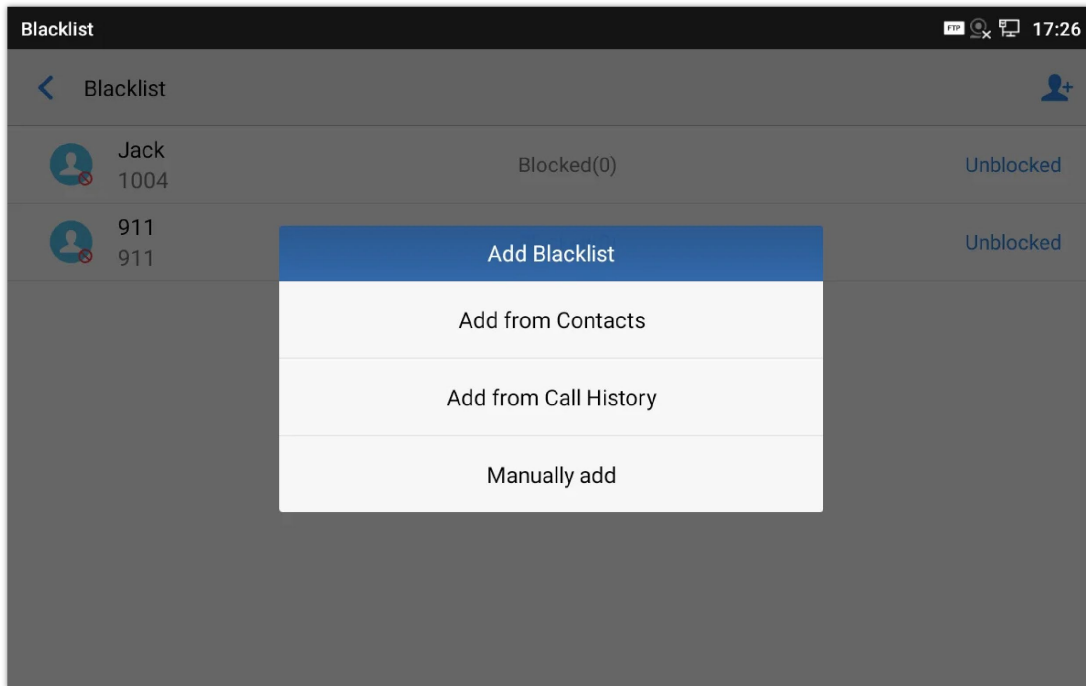 Blacklist
FTP
17:26
Blacklist
Jack
1004
Blocked(0)
Unblocked
911
911
Unblocked
Add Blacklist
Add from Contacts
Add from Call History
Manually add